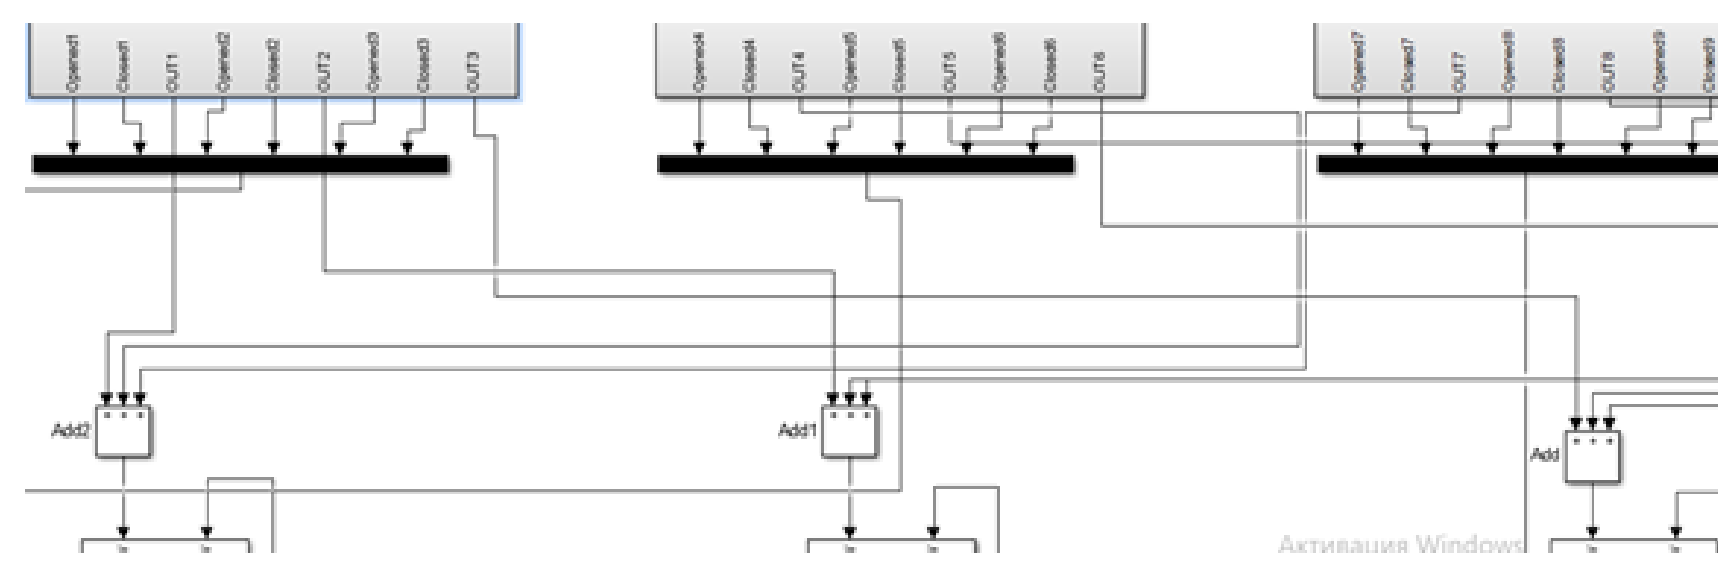 Opened1 Closed1 OUT1 Opened2 Closed2 OUT2 Opened3 Closed3 OUT3
Opened4 Closed4 OUT4 Opened5 Closed5 OUT5 Opened6 Closed6 OUT6
Opened7 Closed7 OUT7 Opened8 Closed8 OUT8 Opened9 Closed9
Add2
Add1
Add
Активация Windows